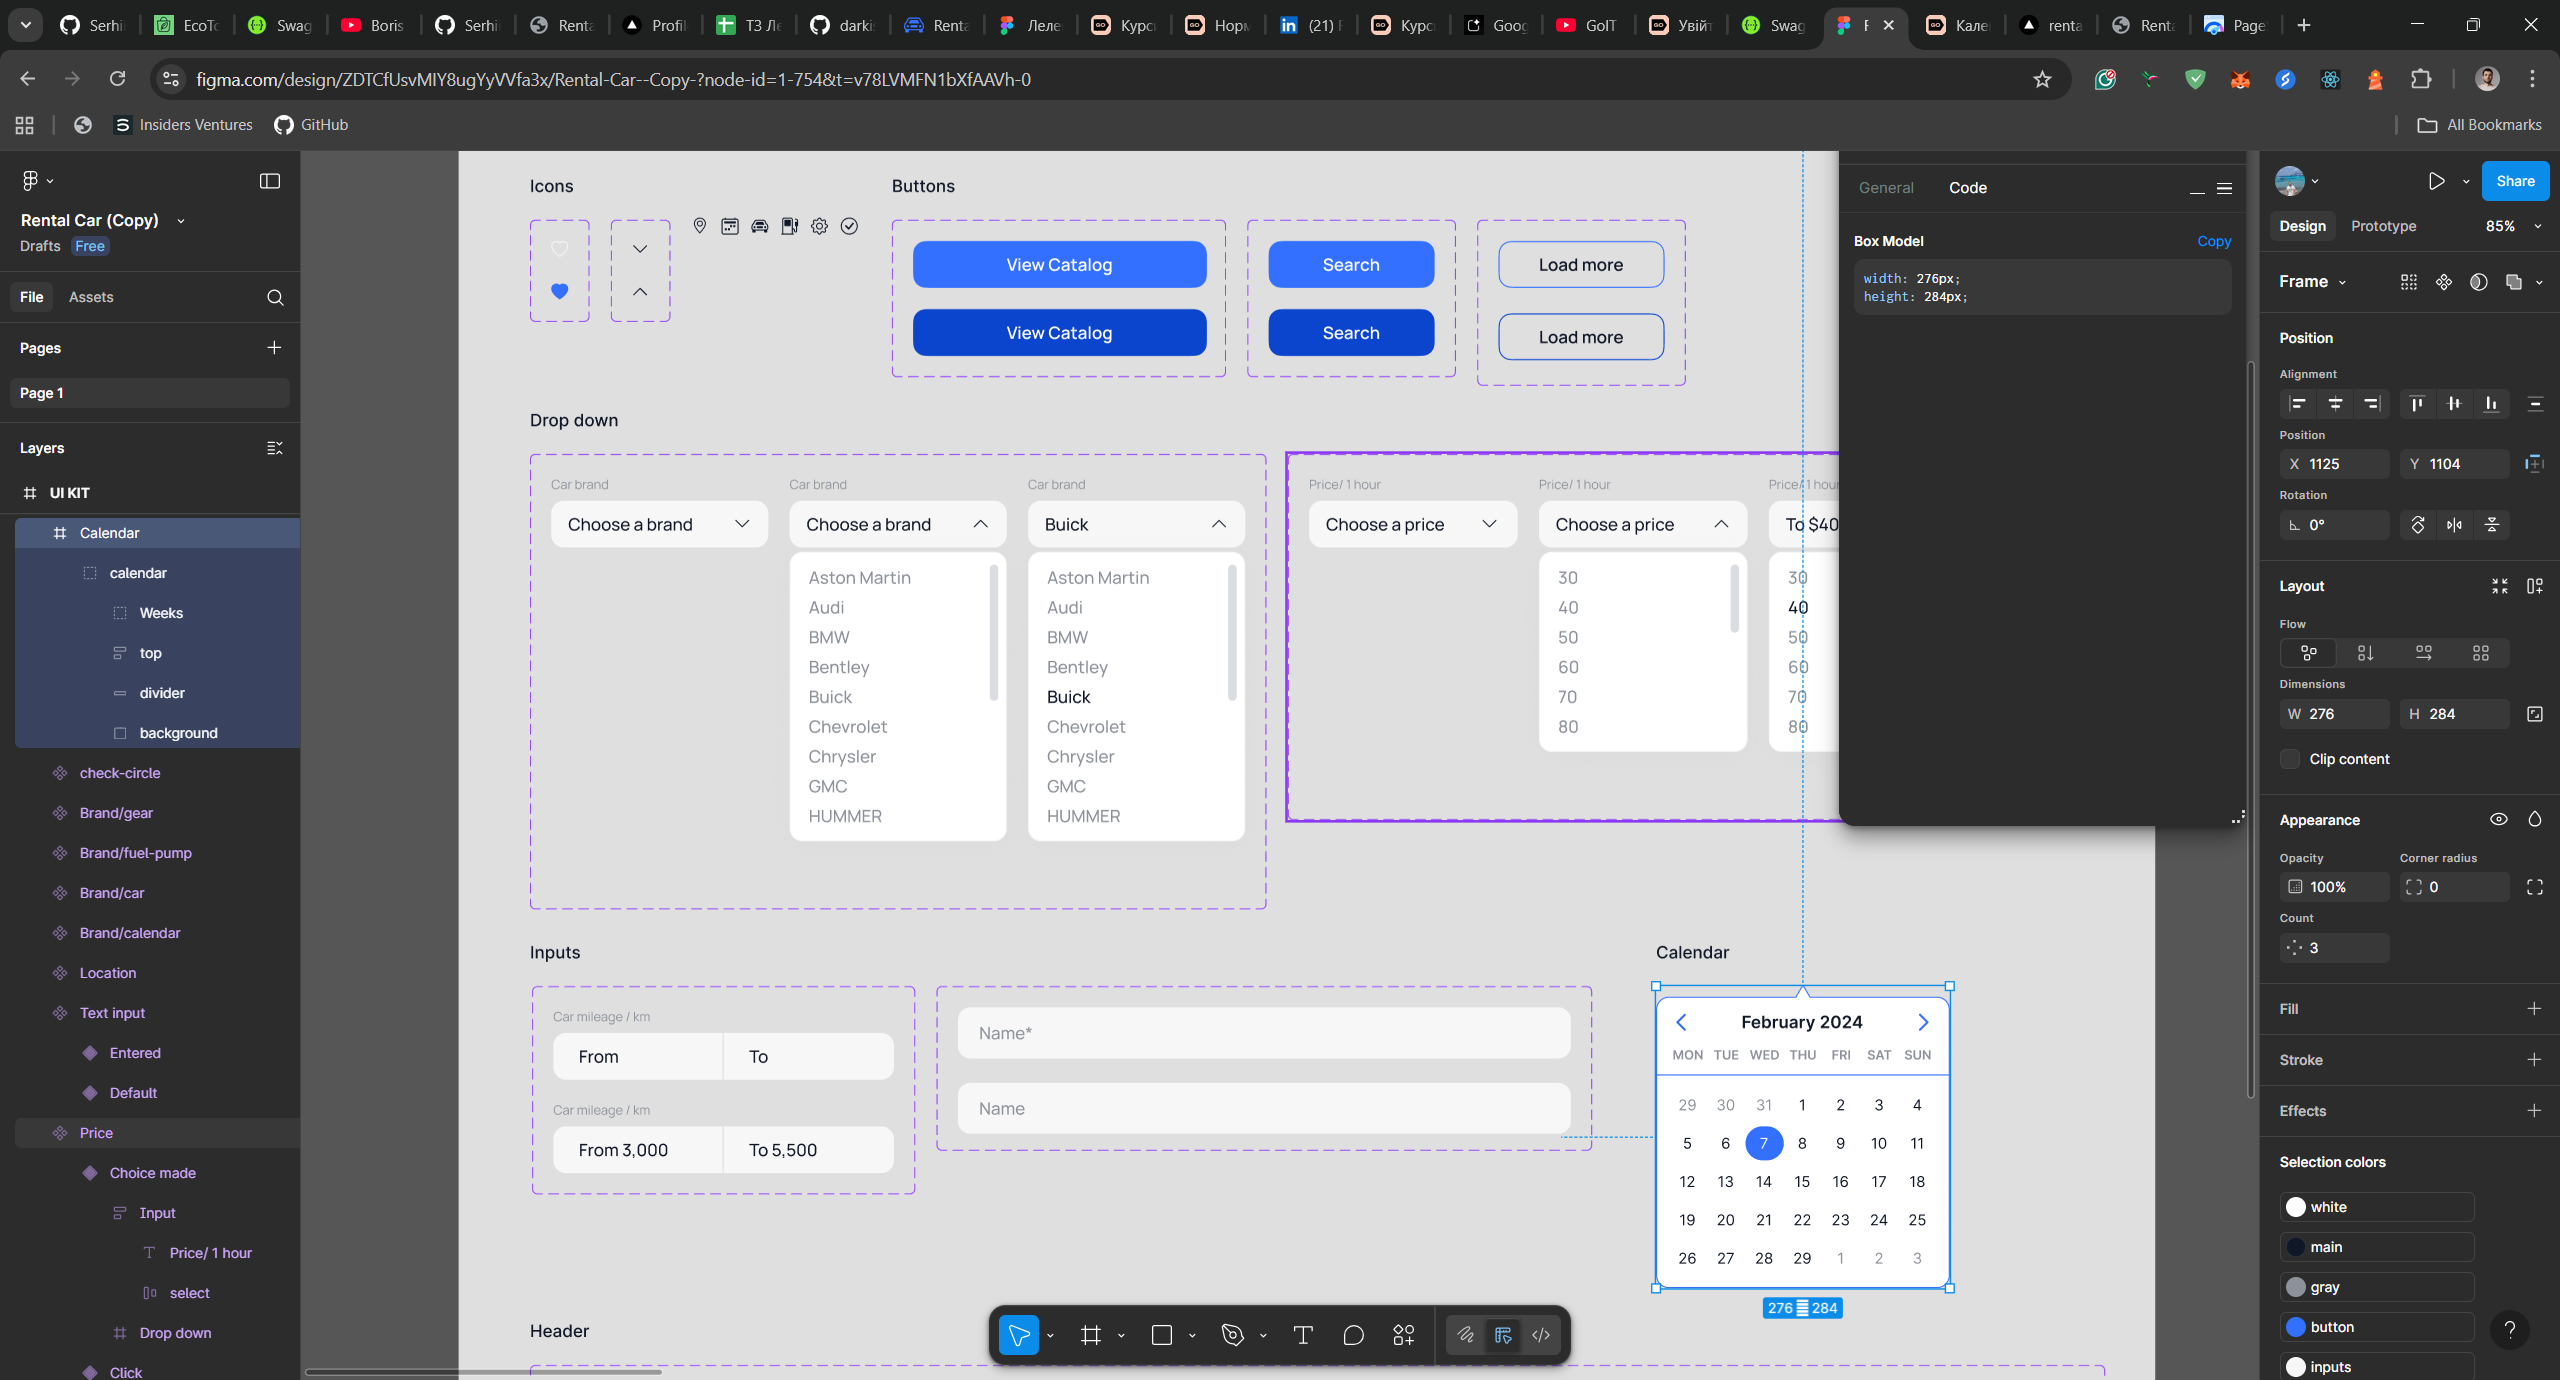 Serhii
EcoTo
Swag
Boris
Serhi
Renta
Profil
ТЗ Ле
darki
Renta
Леле
Курс
Норм
(21) F
Курс
Goog
GoIT
Увійт
Swag
F
Кале
renta
Renta
Page
figma.com/design/ZDTCfUsvMlY8ugYyVVfa3x/Rental-Car--Copy-?node-id=1-754&t=v78LVMFN1bXfAAVh-0
Insiders Ventures
GitHub
All Bookmarks
Rental Car (Copy)
Drafts Free
File Assets
Pages
Page 1
Layers
UI KIT
Calendar
calendar
Weeks
top
divider
background
check-circle
Brand/gear
Brand/fuel-pump
Brand/car
Brand/calendar
Location
Text input
Entered
Default
Price
Choice made
Input
Price/ 1 hour
select
Drop down
Click
Icons
Buttons
View Catalog
Search
Load more
View Catalog
Search
Load more
Drop down
Car brand
Choose a brand
Car brand
Choose a brand
Aston Martin
Audi
BMW
Bentley
Buick
Chevrolet
Chrysler
GMC
HUMMER
Car brand
Buick
Aston Martin
Audi
BMW
Bentley
Buick
Chevrolet
Chrysler
GMC
HUMMER
Price/ 1 hour
Choose a price
Price/ 1 hour
Choose a price
30
40
50
60
70
80
Price/ 1 hour
To $40
30
40
50
60
70
80
Inputs
Car mileage / km
From To
Car mileage / km
From 3,000 To 5,500
Name*
Name
Calendar
February 2024
MON TUE WED THU FRI SAT SUN
29 30 31 1 2 3 4
5 6 7 8 9 10 11
12 13 14 15 16 17 18
19 20 21 22 23 24 25
26 27 28 29 1 2 3
276 284
Header
General Code
Box Model Copy
width: 276px;
height: 284px;
Share
Design Prototype 85%
Frame
Position
Alignment
Position
X 1125 Y 1104
Rotation
0°
Layout
Flow
Dimensions
W 276 H 284
Clip content
Appearance
Opacity Corner radius
100% 0
Count
3
Fill
Stroke
Effects
Selection colors
white
main
gray
button
inputs
?